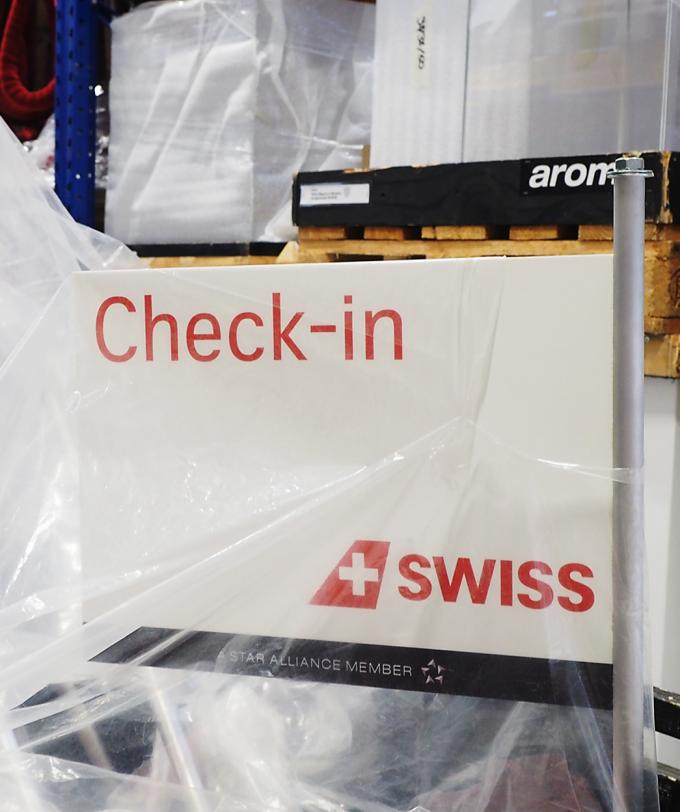 arom
Check-in
SWISS
A STAR ALLIANCE MEMBER